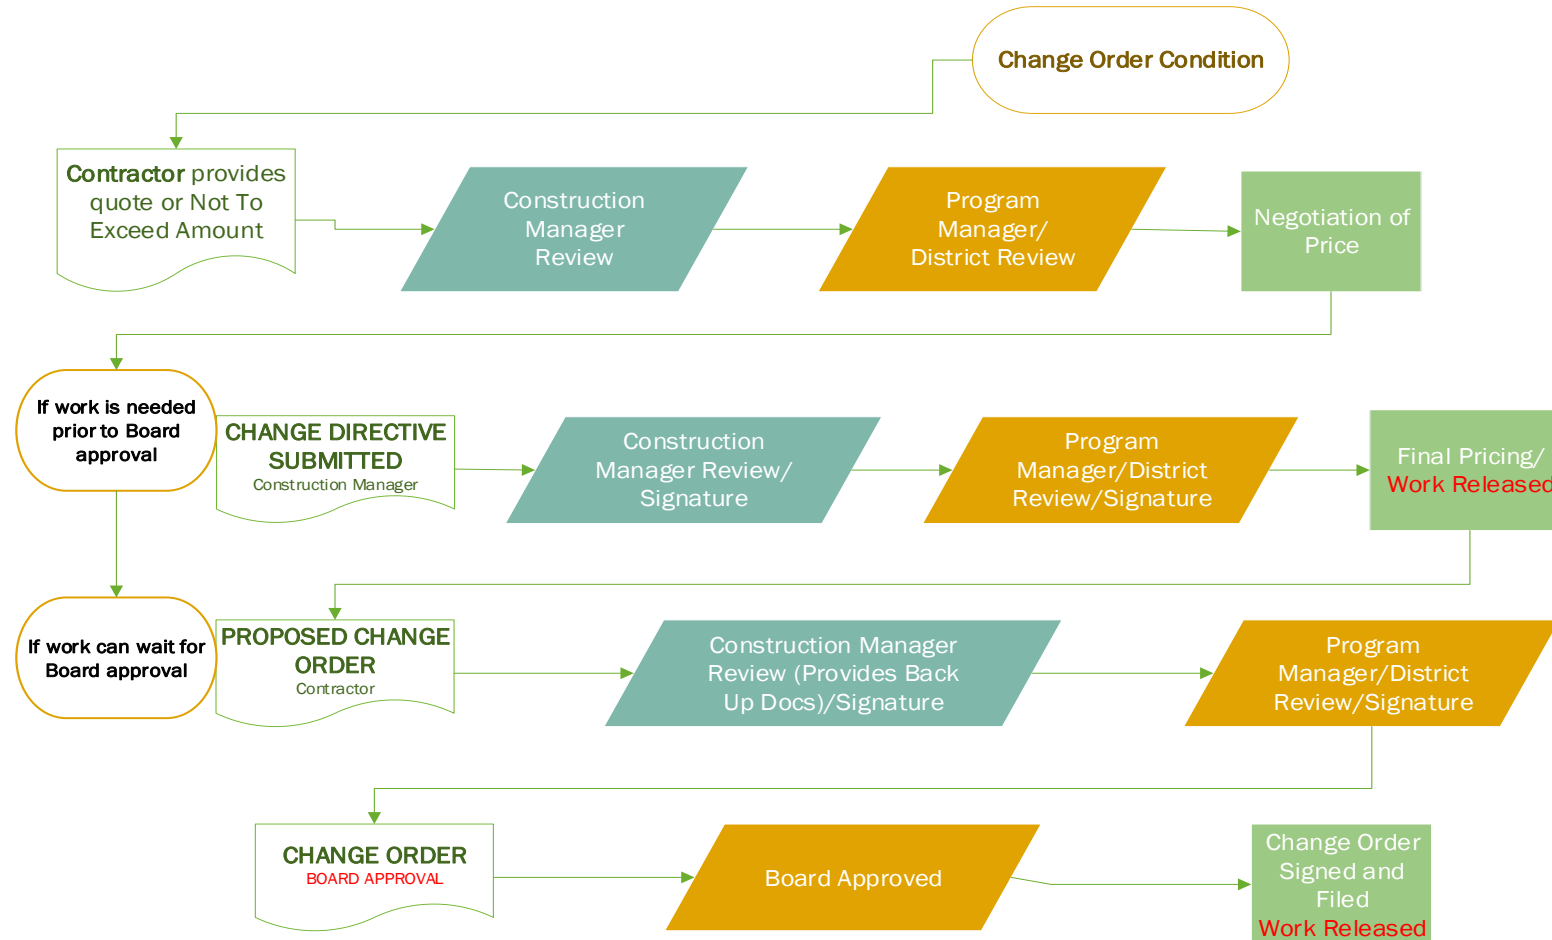 Change Order Condition
Contractor provides
quote or Not To
Exceed Amount
Construction
Manager
Review
Program
Manager/
District Review
Negotiation of
Price
If work is needed
prior to Board
approval
CHANGE DIRECTIVE
SUBMITTED
Construction Manager
Construction
Manager Review/
Signature
Program
Manager/District
Review/Signature
Final Pricing/
Work Released
If work can wait for
Board approval
PROPOSED CHANGE
ORDER
Contractor
Construction Manager
Review (Provides Back
Up Docs)/Signature
Program
Manager/District
Review/Signature
CHANGE ORDER
BOARD APPROVAL
Board Approved
Change Order
Signed and
Filed
Work Released